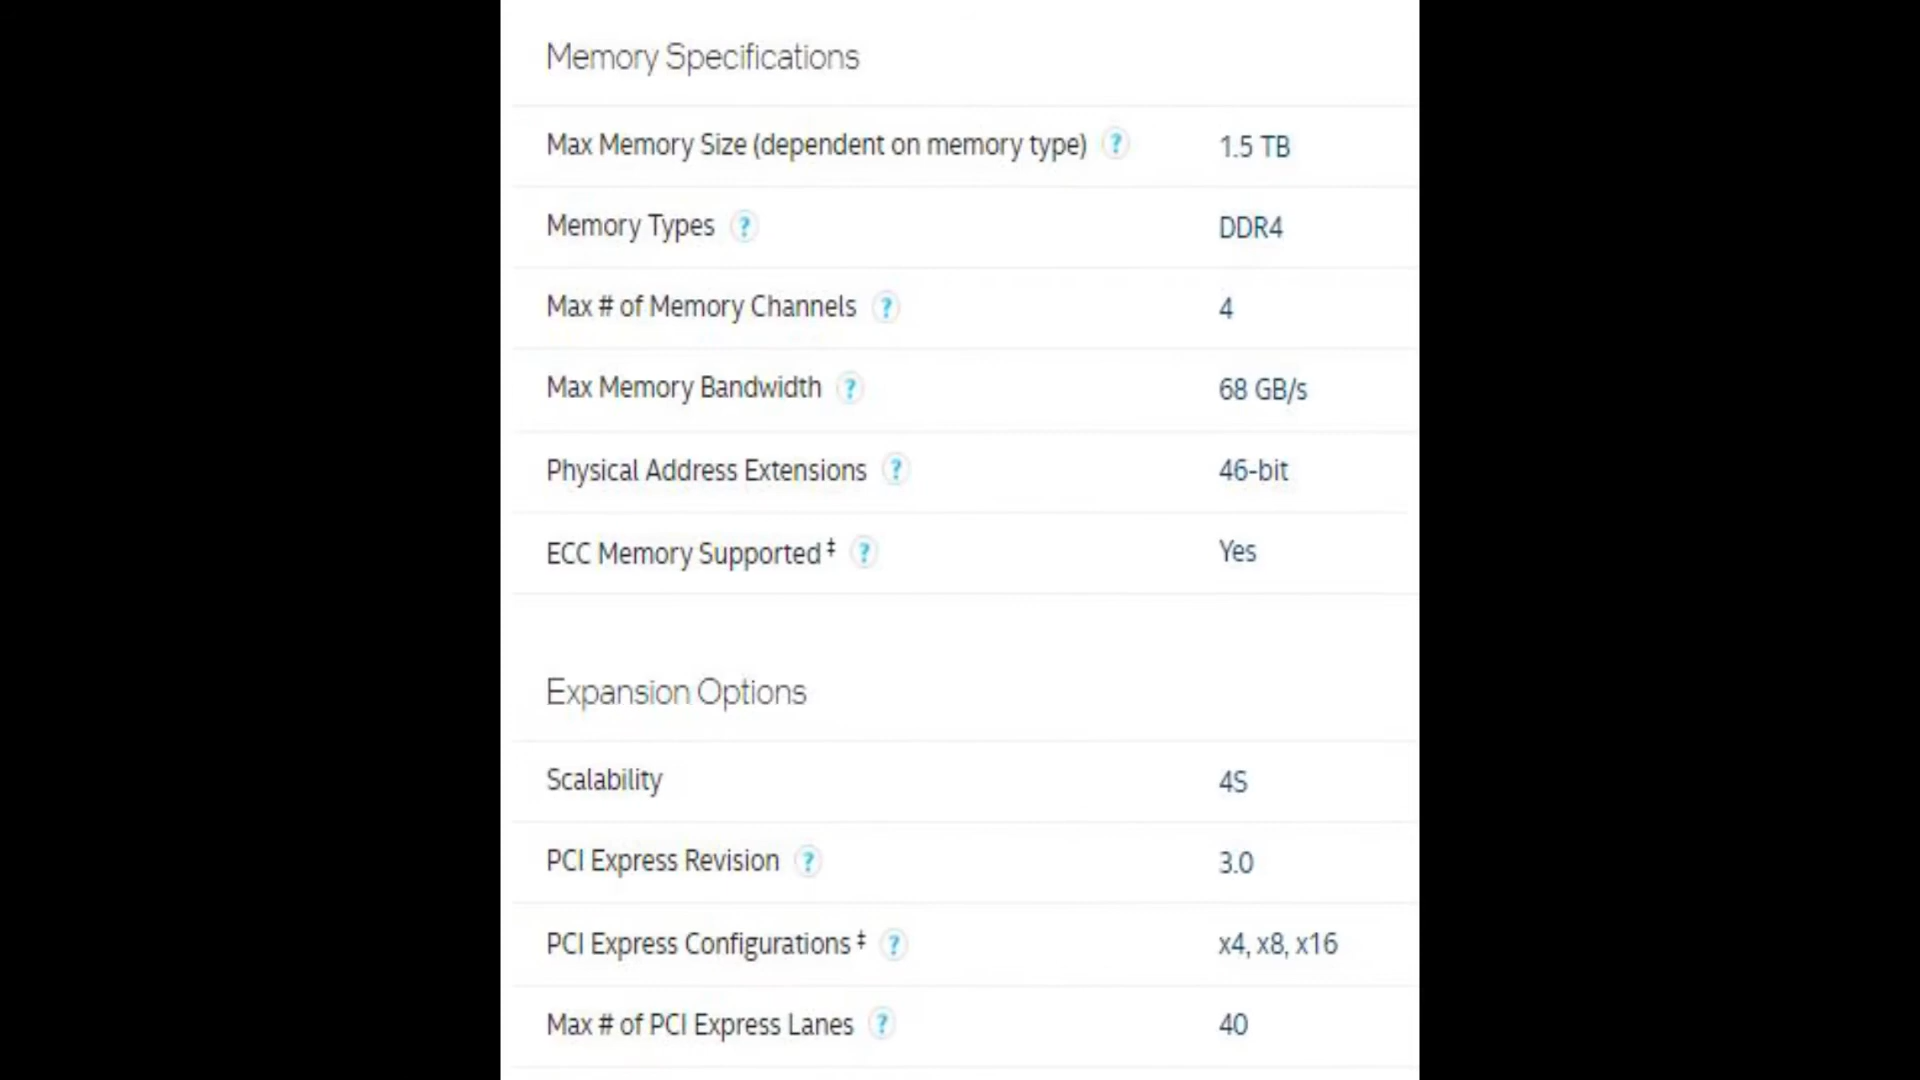 Memory Specifications
Max Memory Size (dependent on memory type) ? 1.5 TB
Memory Types ? DDR4
Max # of Memory Channels ? 4
Max Memory Bandwidth ? 68 GB/s
Physical Address Extensions ? 46-bit
ECC Memory Supported ‡ ? Yes
Expansion Options
Scalability 4S
PCI Express Revision ? 3.0
PCI Express Configurations ‡ ? x4, x8, x16
Max # of PCI Express Lanes ? 40